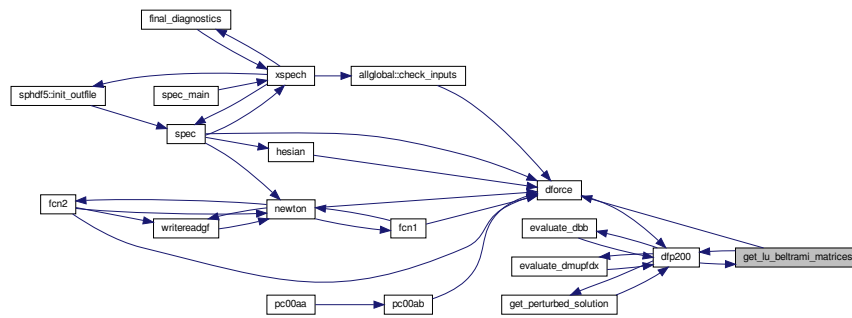 final_diagnostics
xspech
allglobal::check_inputs
sphdf5::init_outfile
spec_main
spec
hesian
dforce
fcn2
newton
writereadgf
fcn1
evaluate_dbb
dfp200
get_lu_beltrami_matrices
evaluate_dmupfdx
pc00aa
pc00ab
get_perturbed_solution